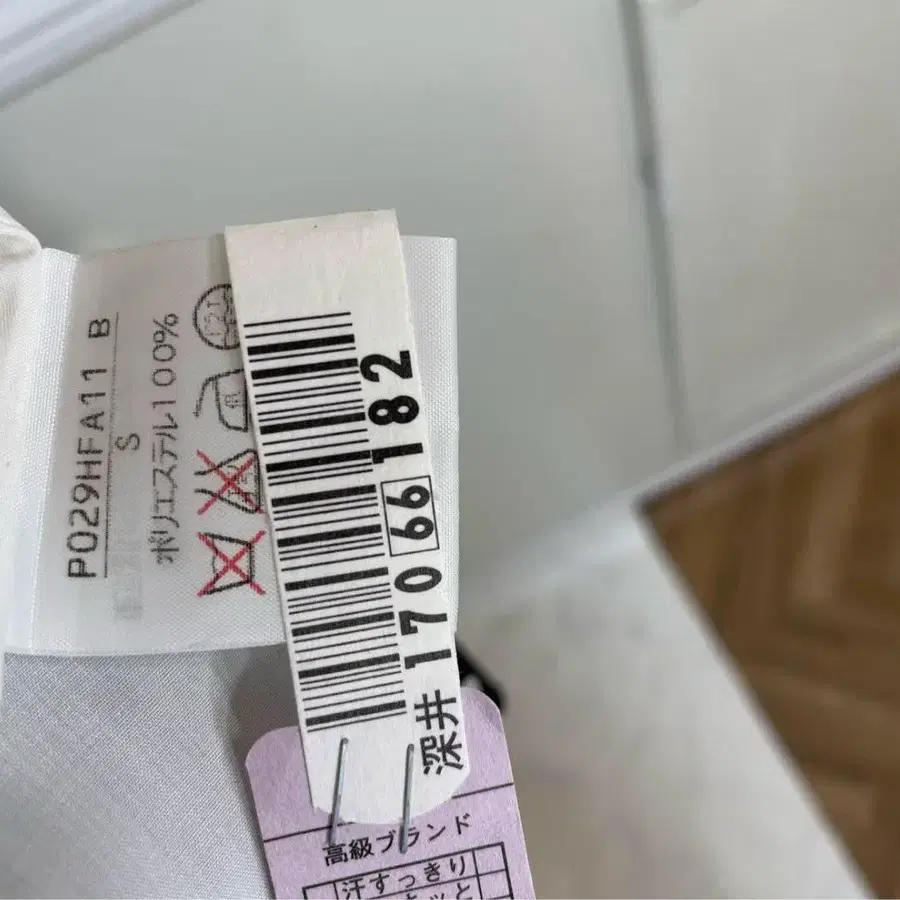 P029HFA11 B
S
ポリエステル100%
深井 170 66 182
高級ブランド
汗すっきり